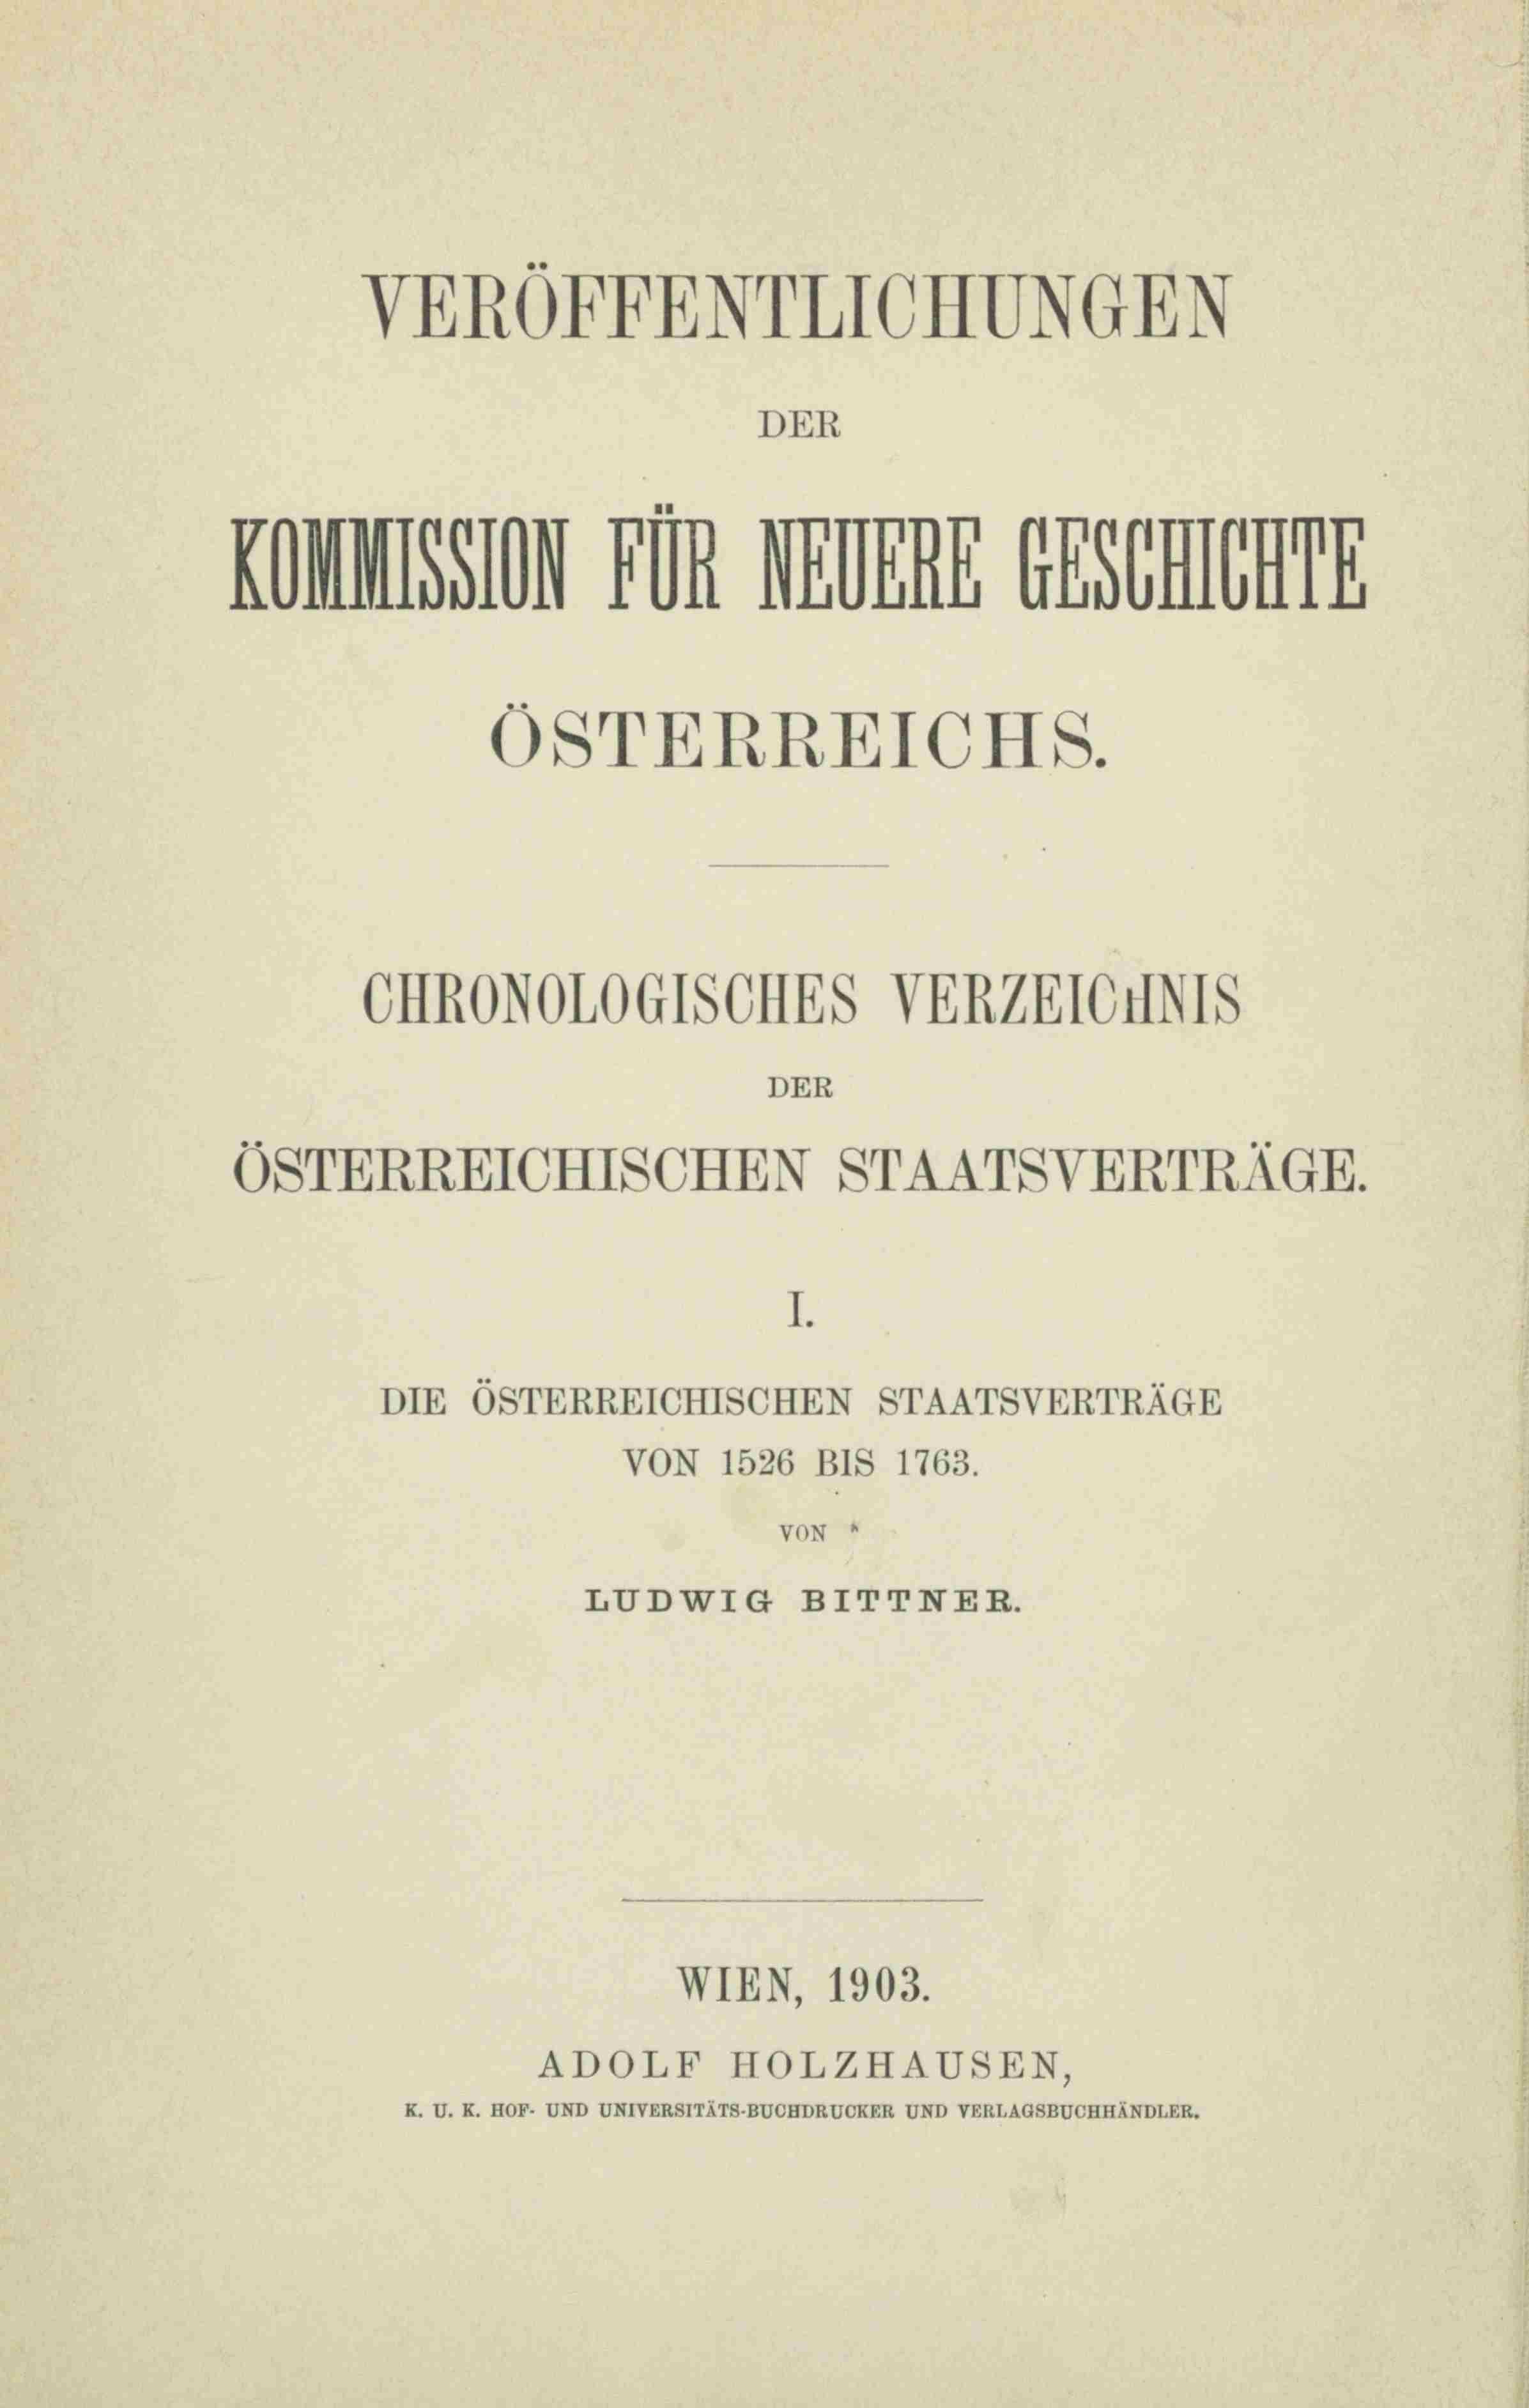 VERÖFFENTLICHUNGEN
DER
KOMMISSION FÜR NEUERE GESCHICHTE
ÖSTERREICHS.
CHRONOLOGISCHES VERZEICHNIS
DER
ÖSTERREICHISCHEN STAATSVERTRÄGE.
I.
DIE ÖSTERREICHISCHEN STAATSVERTRÄGE
VON 1526 BIS 1763.
VON
LUDWIG BITTNER.
WIEN, 1903.
ADOLF HOLZHAUSEN,
K. U. K. HOF- UND UNIVERSITÄTS-BUCHDRUCKER UND VERLAGSBUCHHÄNDLER.